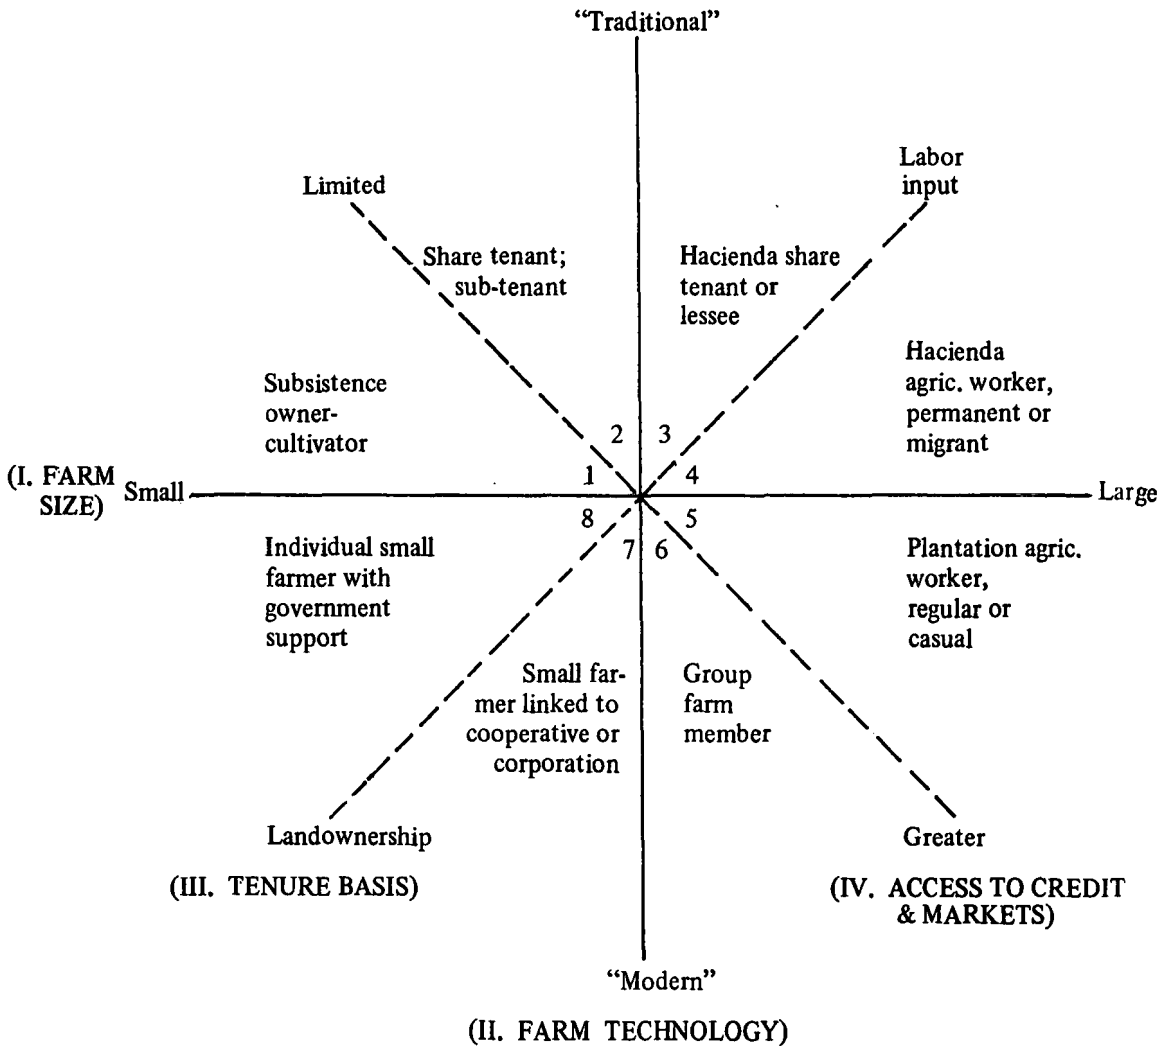 “Traditional”
Labor
input
Limited
Share tenant;
sub-tenant
Hacienda share
tenant or
lessee
Hacienda
agric. worker,
permanent or
migrant
Subsistence
owner-
cultivator
2
3
1
4
(I. FARM
SIZE)
Small
Large
8
5
7
6
Individual small
farmer with
government
support
Plantation agric.
worker,
regular or
casual
Small far-
mer linked to
cooperative or
corporation
Group
farm
member
Landownership
Greater
(III. TENURE BASIS)
(IV. ACCESS TO CREDIT
& MARKETS)
“Modern”
(II. FARM TECHNOLOGY)